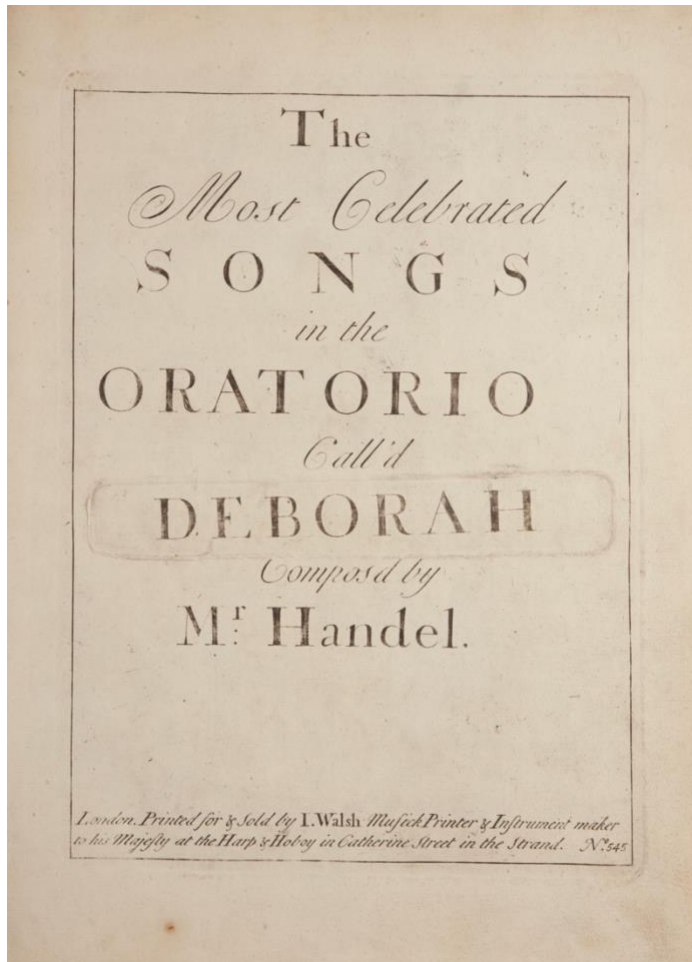 The
Most Celebrated
SONGS
in the
ORATORIO
Call'd
DEBORAH
Compos'd by
Mr. Handel.
London. Printed for & Sold by I. Walsh Musick Printer & Instrument maker
to his Majesty at the Harp & Hoboy in Catherine Street in the Strand. No. 545